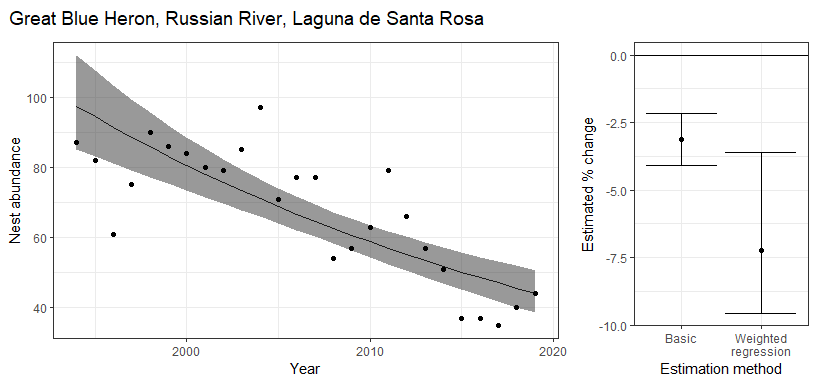 Great Blue Heron, Russian River, Laguna de Santa Rosa
Nest abundance
100
80
60
40
2000
2010
2020
Year
Estimated % change
0.0
-2.5
-5.0
-7.5
-10.0
Basic
Weighted
regression
Estimation method